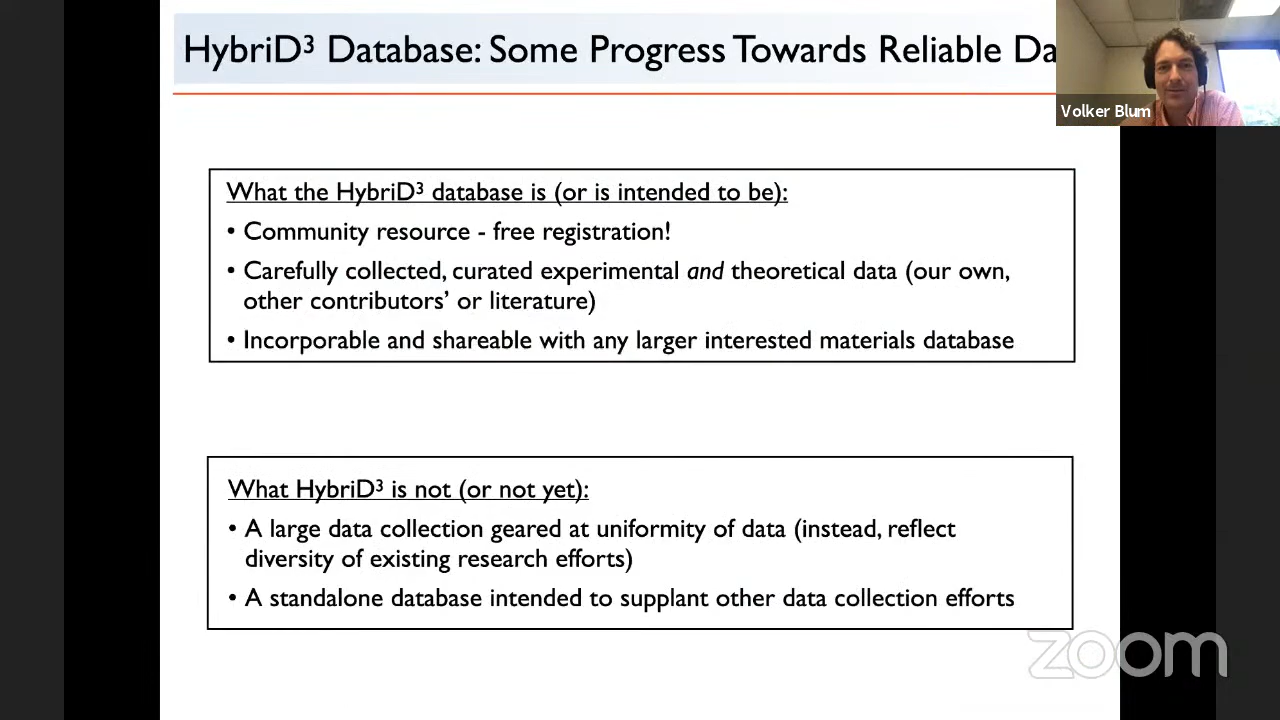 HybriD³ Database: Some Progress Towards Reliable Da
Volker Blum
What the HybriD³ database is (or is intended to be):
• Community resource - free registration!
• Carefully collected, curated experimental and theoretical data (our own,
other contributors’ or literature)
• Incorporable and shareable with any larger interested materials database
What HybriD³ is not (or not yet):
• A large data collection geared at uniformity of data (instead, reflect
diversity of existing research efforts)
• A standalone database intended to supplant other data collection efforts
zoom